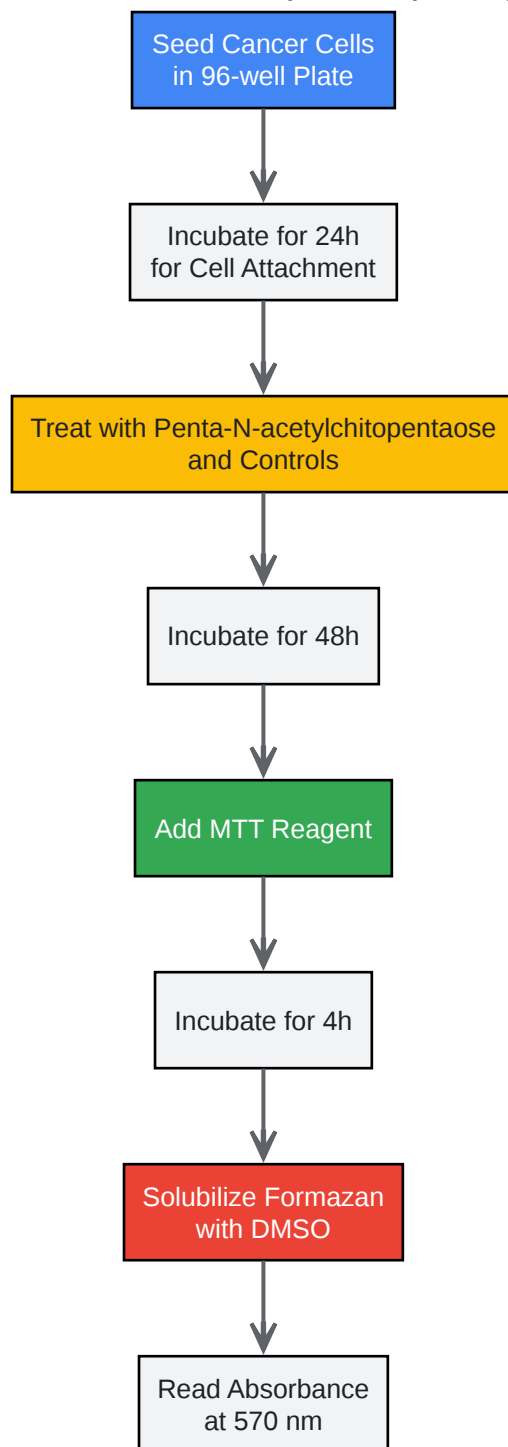 Seed Cancer Cells
in 96-well Plate
Incubate for 24h
for Cell Attachment
Treat with Penta-N-acetylchitopentaose
and Controls
Incubate for 48h
Add MTT Reagent
Incubate for 4h
Solubilize Formazan
with DMSO
Read Absorbance
at 570 nm